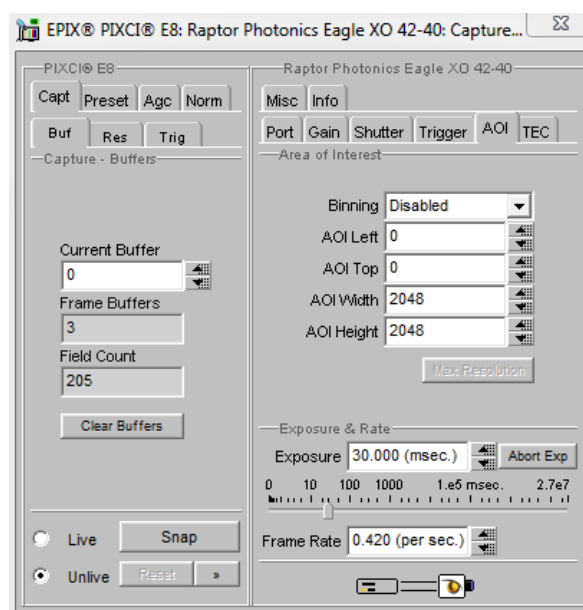 EPIX® PIXCI® E8: Raptor Photonics Eagle XO 42-40: Capture...
PIXCI® E8
Capt Preset Agc Norm
Buf Res Trig
Capture - Buffers
Current Buffer
0
Frame Buffers
3
Field Count
205
Clear Buffers
Live Snap
Unlive Reset »
Raptor Photonics Eagle XO 42-40
Misc Info
Port Gain Shutter Trigger AOI TEC
Area of Interest
Binning Disabled
AOI Left 0
AOI Top 0
AOI Width 2048
AOI Height 2048
Max Resolution
Exposure & Rate
Exposure 30.000 (msec.) Abort Exp
0 10 100 1000 1.e5 msec. 2.7e7
Frame Rate 0.420 (per sec.)